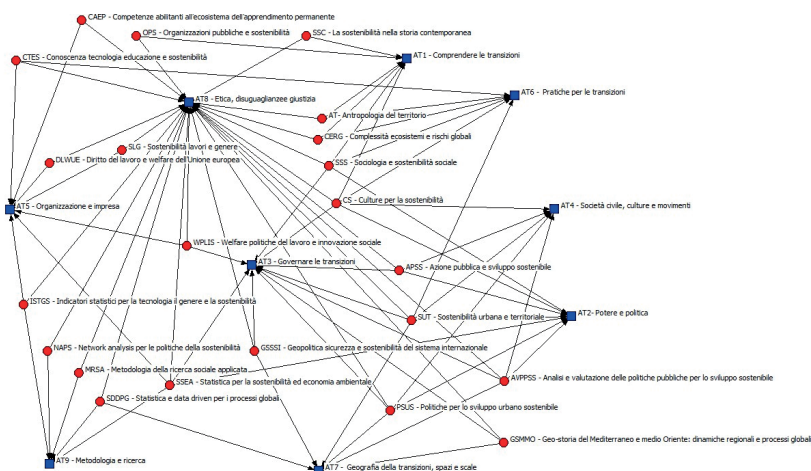 CAEP - Competenze abilitanti all'ecosistema dell'apprendimento permanente
OPS - Organizzazioni pubbliche e sostenibilità
SSC - La sostenibilità nella storia contemporanea
CTES - Conoscenza tecnologia educazione e sostenibilità
AT1 - Comprendere le transizioni
AT6 - Pratiche per le transizioni
AT8 - Etica, disuguaglianzee giustizia
AT- Antropologia del territorio
CERG - Complessità ecosistemi e rischi globali
SLG - Sostenibilità lavori e genere
DLWUE - Diritto del lavoro e welfare dell'Unione europea
SSS - Sociologia e sostenibilità sociale
CS - Culture per la sostenibilità
AT5 - Organizzazione e impresa
AT4 - Società civile, culture e movimenti
WPLIS - Welfare politiche del lavoro e innovazione sociale
AT3 - Governare le transizioni
APSS - Azione pubblica e sviluppo sostenibile
ISTGS - Indicatori statistici per la tecnologia il genere e la sostenibilità
SUT - Sostenibilità urbana e territoriale
AT2- Potere e politica
NAPS - Network analysis per le politiche della sostenibilità
GSSSI - Geopolitica sicurezza e sostenibilità del sistema internazionale
MRSA - Metodologia della ricerca sociale applicata
SSEA - Statistica per la sostenibilità ed economia ambientale
AVPPSS - Analisi e valutazione delle politiche pubbliche per lo sviluppo sostenibile
SDDPG - Statistica e data driven per i processi globali
PSUS - Politiche per lo sviluppo urbano sostenibile
GSMMO - Geo-storia del Mediterraneo e medio Oriente: dinamiche regionali e processi globali
AT9 - Metodologia e ricerca
AT7 - Geografia della transizioni, spazi e scale